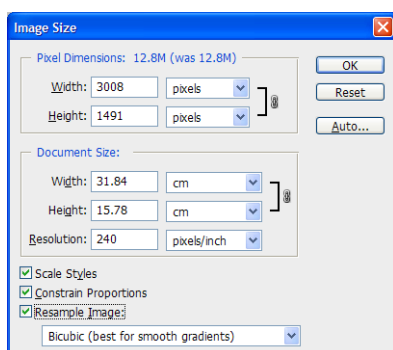 Image Size
Pixel Dimensions: 12.8M (was 12.8M)
Width: 3008 pixels
Height: 1491 pixels
OK
Reset
Auto...
Document Size:
Width: 31.84 cm
Height: 15.78 cm
Resolution: 240 pixels/inch
Scale Styles
Constrain Proportions
Resample Image:
Bicubic (best for smooth gradients)